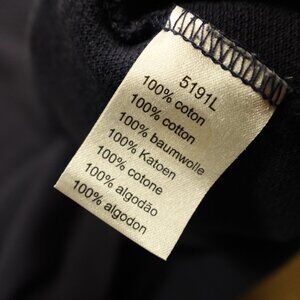 5191L
100% coton
100% cotton
100% baumwolle
100% Katoen
100% cotone
100% algodão
100% algodon